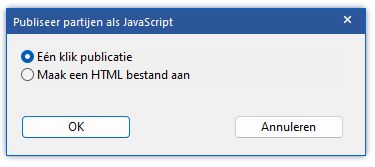 Publiseer partijen als JavaScript
Eén klik publicatie
Maak een HTML bestand aan
OK
Annuleren